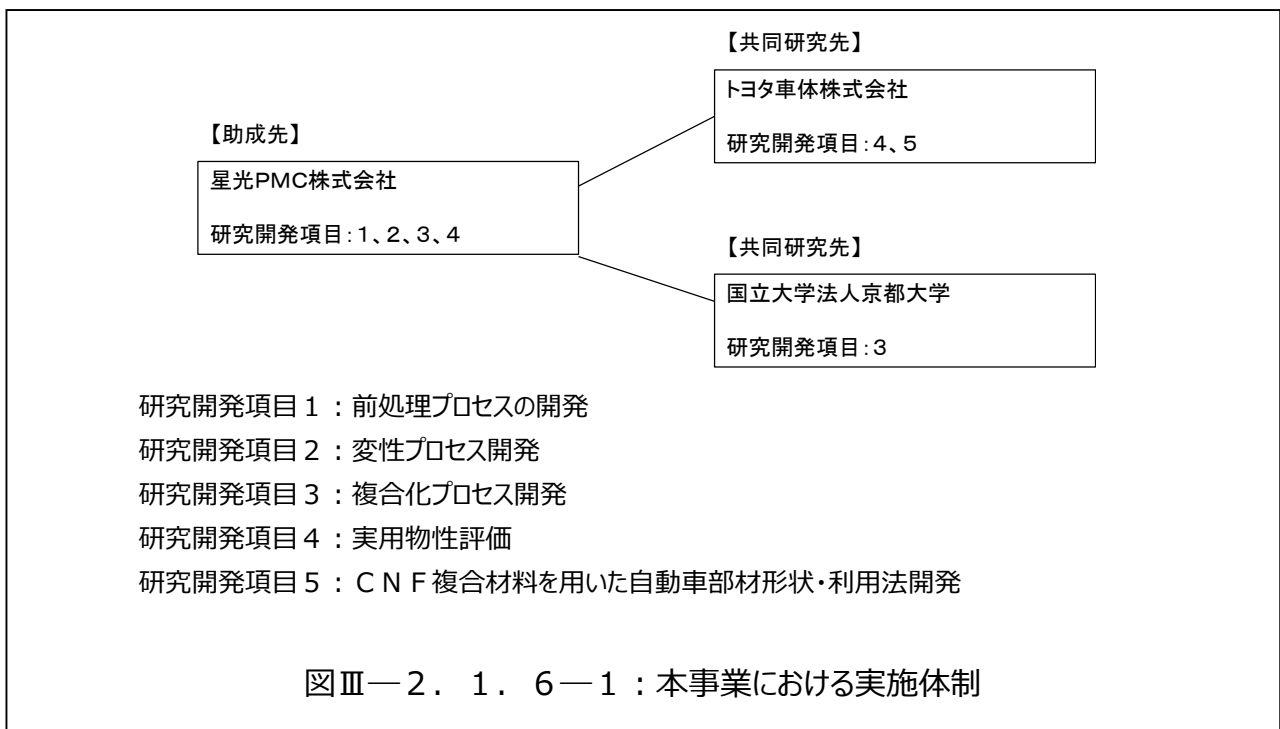 【助成先】
星光PMC株式会社
研究開発項目：1、2、3、4
【共同研究先】
トヨタ車体株式会社
研究開発項目：4、5
【共同研究先】
国立大学法人京都大学
研究開発項目：3
研究開発項目１：前処理プロセスの開発
研究開発項目２：変性プロセス開発
研究開発項目３：複合化プロセス開発
研究開発項目４：実用物性評価
研究開発項目５：ＣＮＦ複合材料を用いた自動車部材形状・利用法開発
図Ⅲ―２．１．６―１：本事業における実施体制